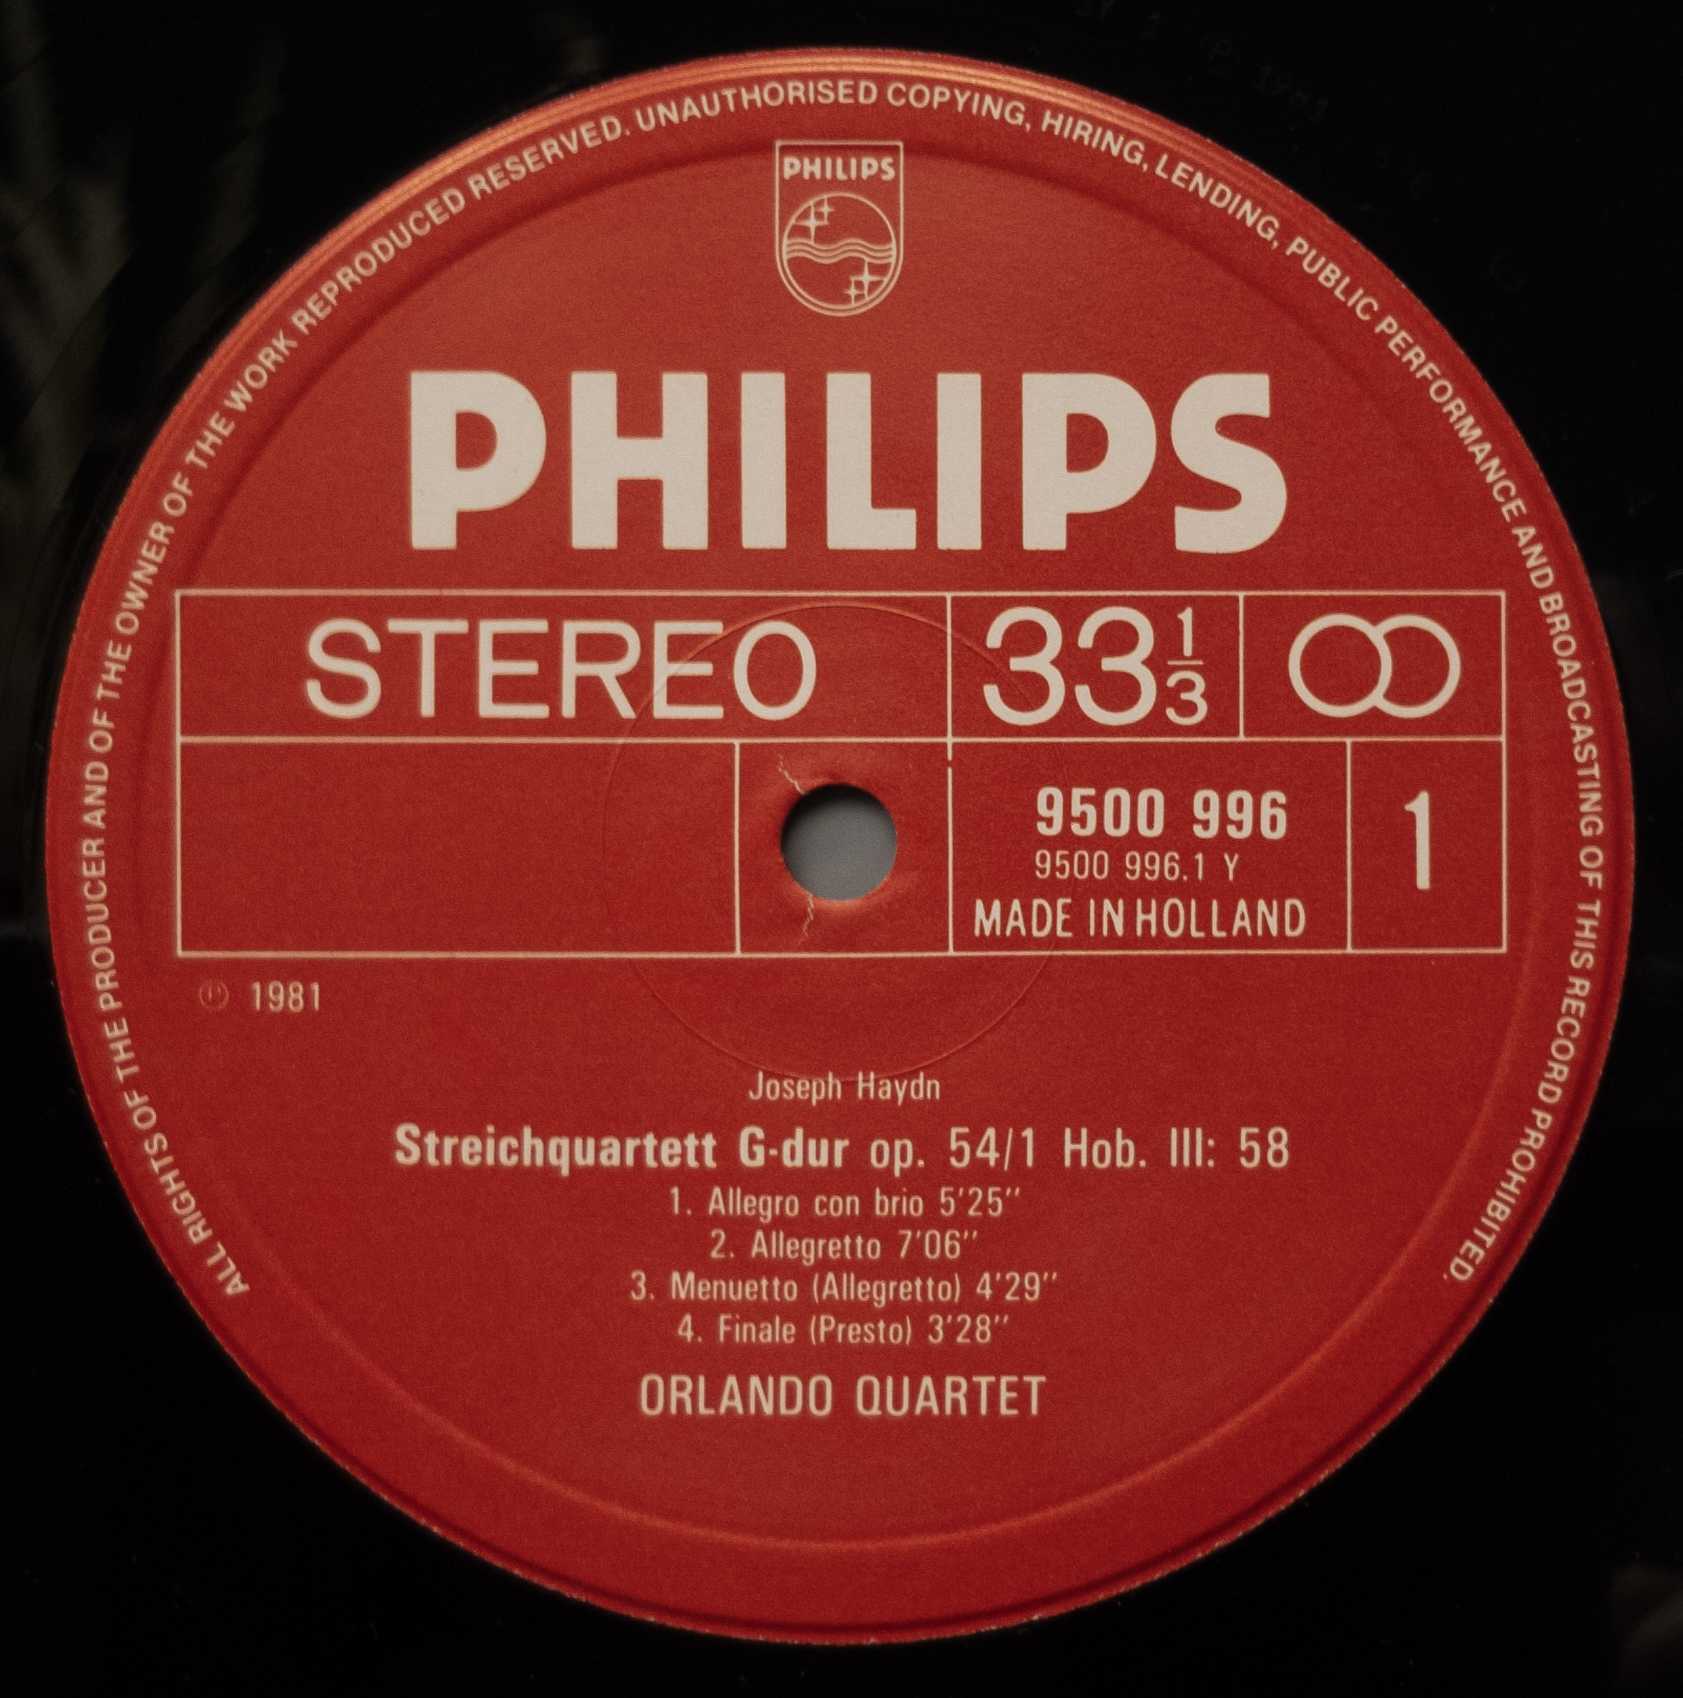 ALL RIGHTS OF THE PRODUCER AND OF THE OWNER OF THE WORK REPRODUCED RESERVED. UNAUTHORISED COPYING, HIRING, LENDING, PUBLIC PERFORMANCE AND BROADCASTING OF THIS RECORD PROHIBITED.
PHILIPS
PHILIPS
STEREO 33 1/3
9500 996 1
9500 996.1 Y
MADE IN HOLLAND
℗ 1981
Joseph Haydn
Streichquartett G-dur op. 54/1 Hob. III: 58
1. Allegro con brio 5'25''
2. Allegretto 7'06''
3. Menuetto (Allegretto) 4'29''
4. Finale (Presto) 3'28''
ORLANDO QUARTET